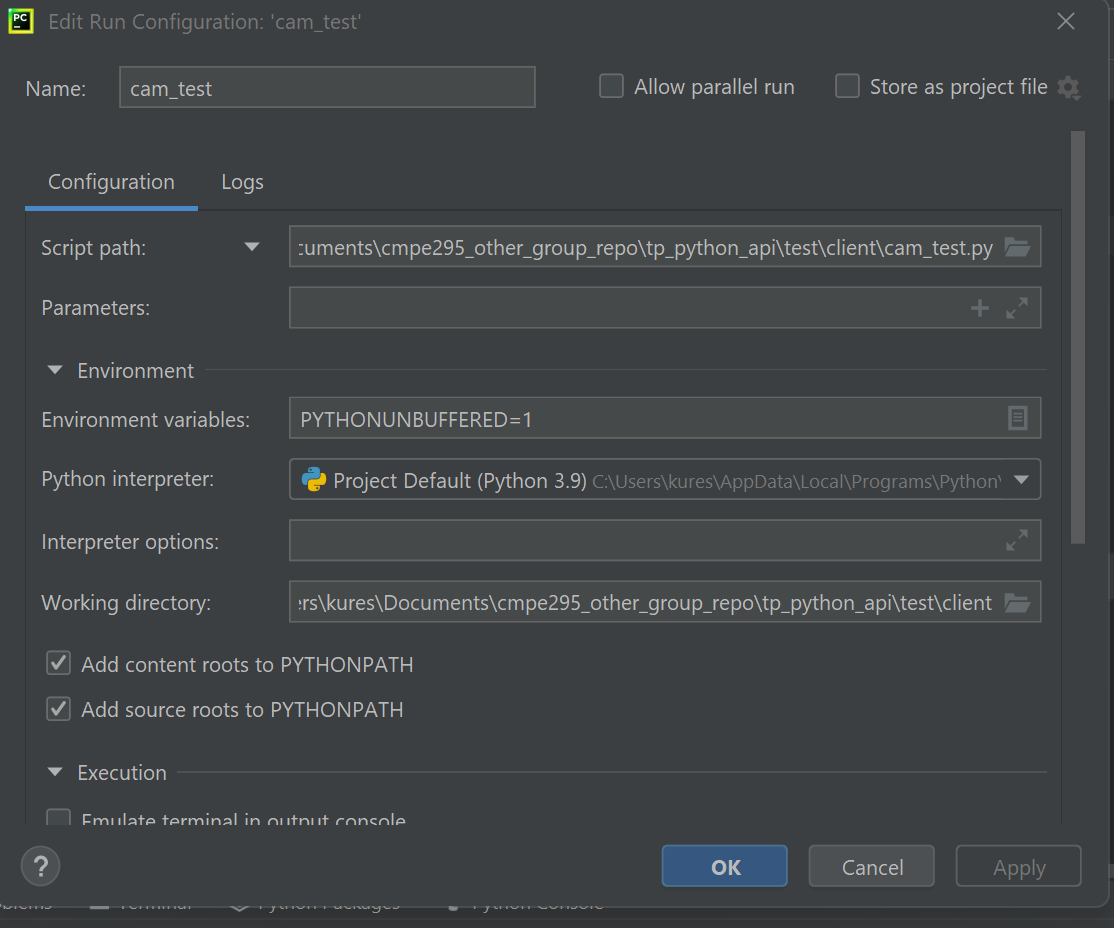 PC
Edit Run Configuration: 'cam_test'
Name: cam_test Allow parallel run Store as project file
Configuration Logs
Script path: cuments\cmpe295_other_group_repo\tp_python_api\test\client\cam_test.py
Parameters:
Environment
Environment variables: PYTHONUNBUFFERED=1
Python interpreter: Project Default (Python 3.9) C:\Users\kures\AppData\Local\Programs\Python\
Interpreter options:
Working directory: ers\kures\Documents\cmpe295_other_group_repo\tp_python_api\test\client
Add content roots to PYTHONPATH
Add source roots to PYTHONPATH
Execution
Emulate terminal in output console
? OK Cancel Apply
Terminal Python Packages Python Console